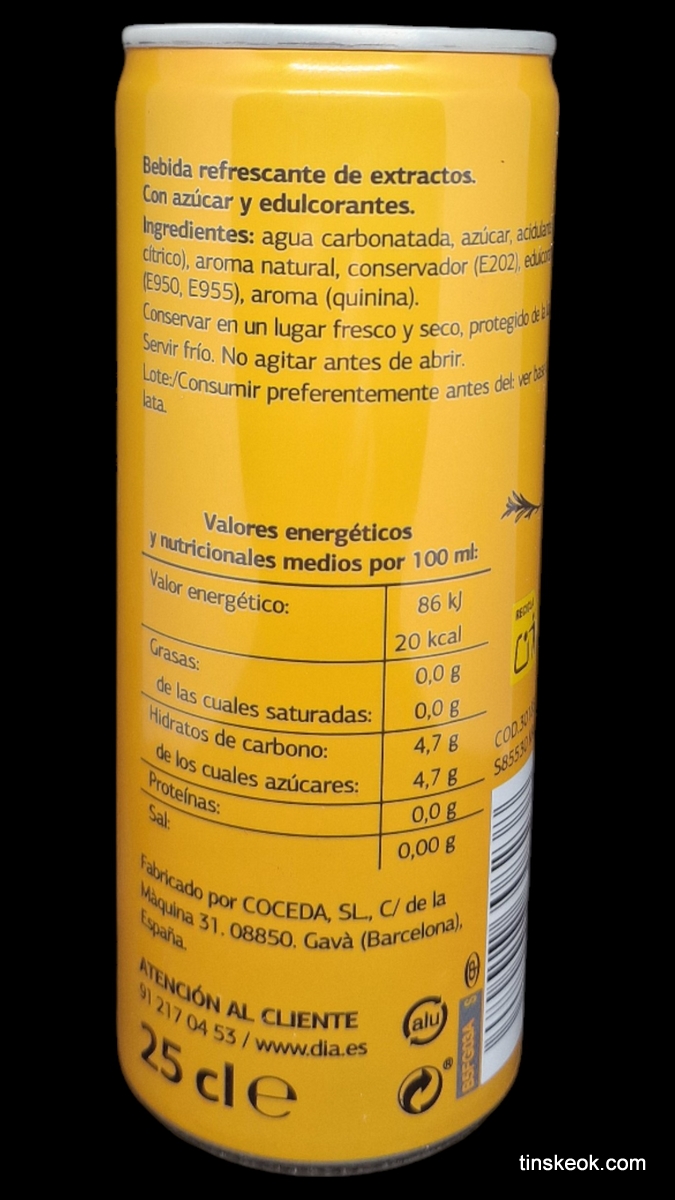 Bebida refrescante de extractos.
Con azúcar y edulcorantes.
Ingredientes: agua carbonatada, azúcar,
cítrico), aroma natural, conservador (E202),
(E950, E955), aroma (quinina).
Conservar en un lugar fresco y seco, protegido de la
Servir frío. No agitar antes de abrir.
Lote:/Consumir preferentemente antes del: ver
lata.
Valores energéticos
y nutricionales medios por 100 ml:
Valor energético: 86 kJ
20 kcal
Grasas: 0,0 g
de las cuales saturadas: 0,0 g
Hidratos de carbono: 4,7 g
de los cuales azúcares: 4,7 g
Proteínas: 0,0 g
Sal: 0,00 g
RECICLA
Fabricado por COCEDA, SL., C/ de la
Màquina 31. 08850. Gavà (Barcelona),
España.
ATENCIÓN AL CLIENTE
91 217 04 53 / www.dia.es
25 cl e
alu
®
B5FG03A
S
tinskeok.com